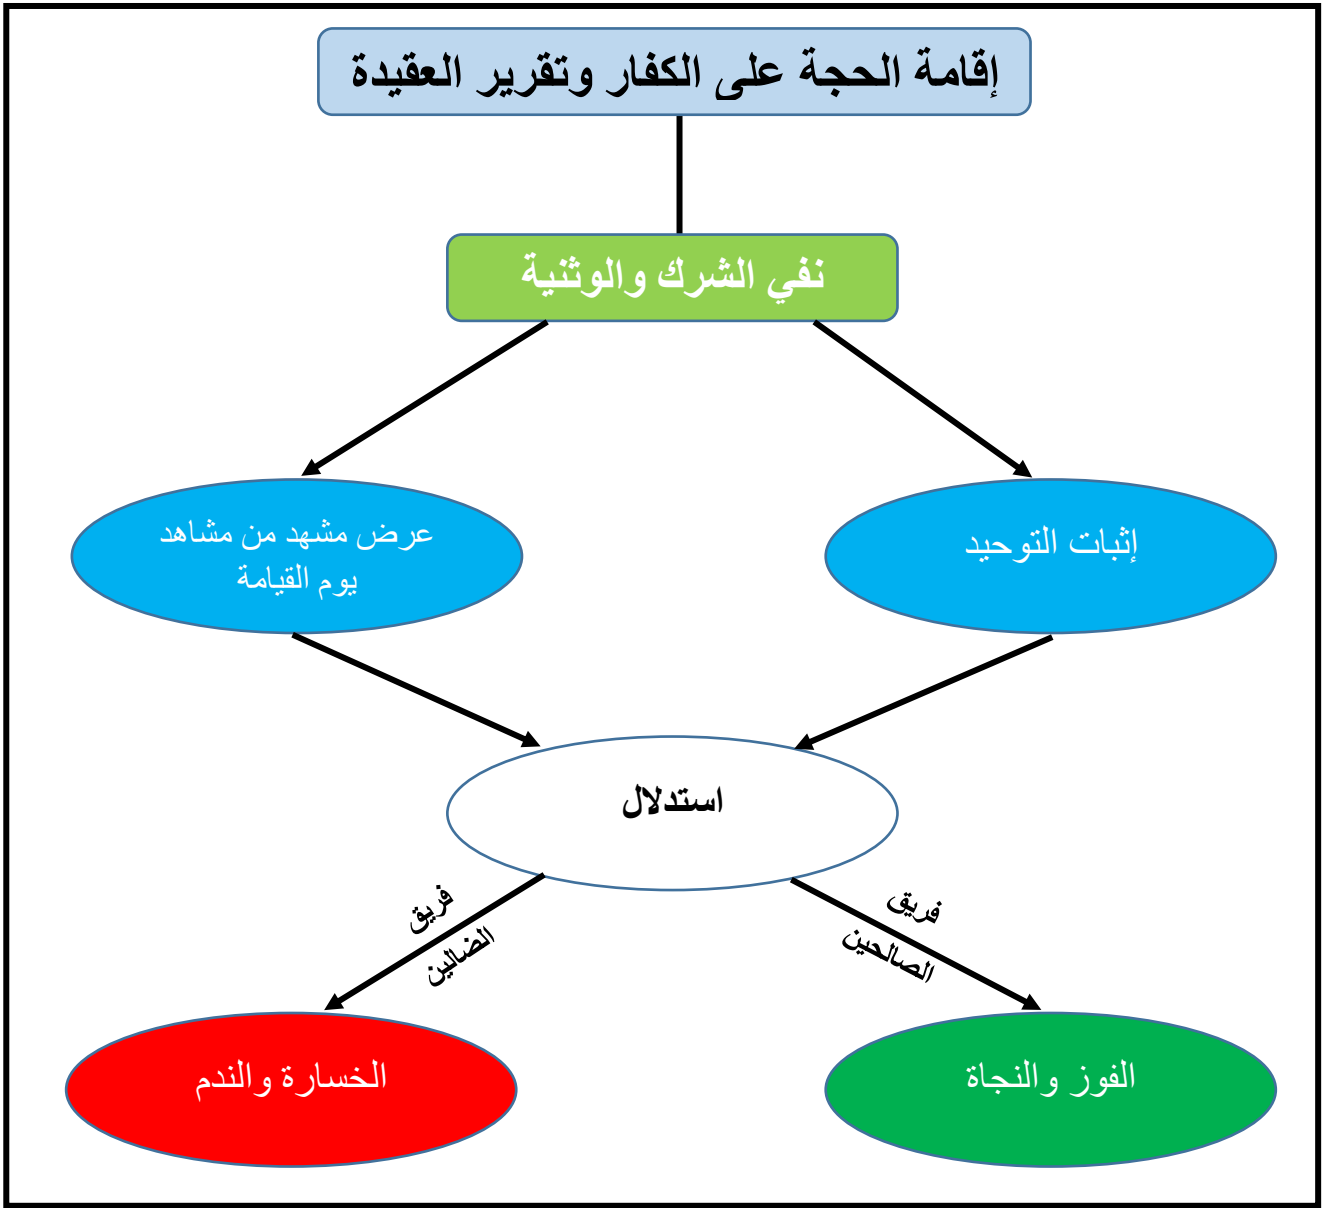 إقامة الحجة على الكفار وتقرير العقيدة
نفي الشرك والوثنية
إثبات التوحيد
عرض مشهد من مشاهد
يوم القيامة
استدلال
فريق
الصالحين
فريق
الضالين
الفوز والنجاة
الخسارة والندم